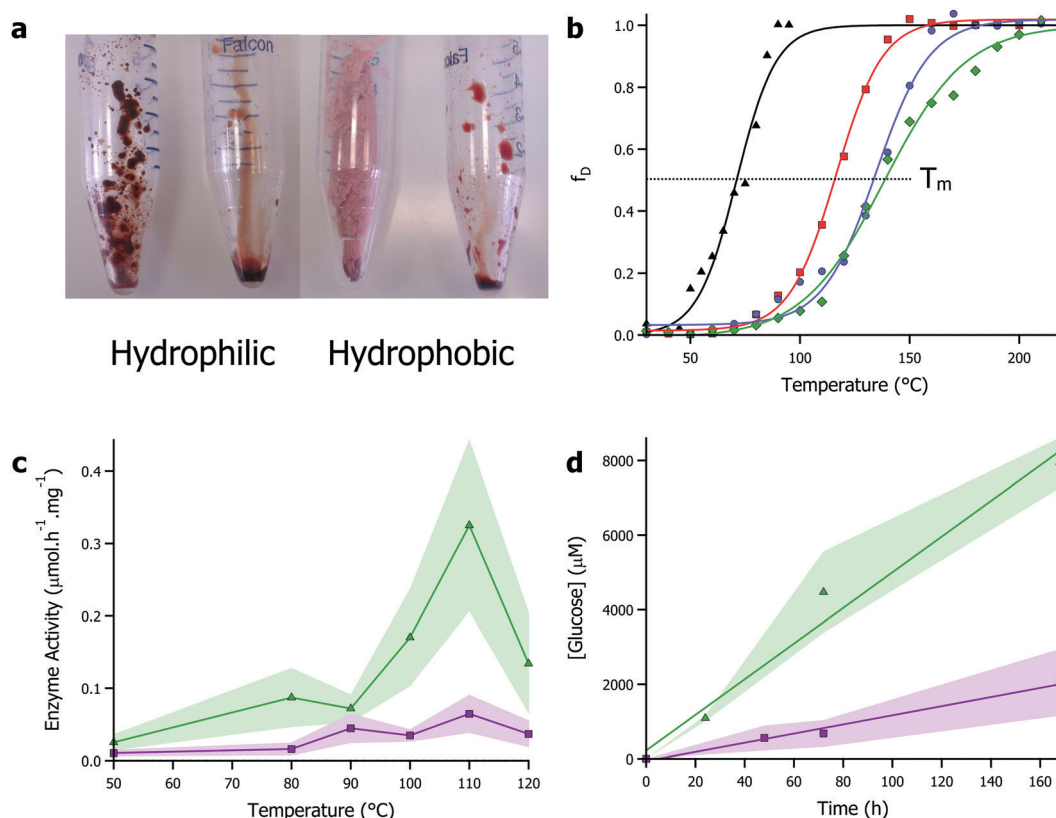 a
Falcon
Falcon
Hydrophilic
Hydrophobic
b
1.0
0.8
0.6
0.4
0.2
0.0
f_D
T_m
50
100
150
200
Temperature (°C)
c
0.4
0.3
0.2
0.1
0.0
Enzyme Activity (μmol.h⁻¹.mg⁻¹)
50
60
70
80
90
100
110
120
Temperature (°C)
d
8000
6000
4000
2000
0
[Glucose] (μM)
0
20
40
60
80
100
120
140
160
Time (h)